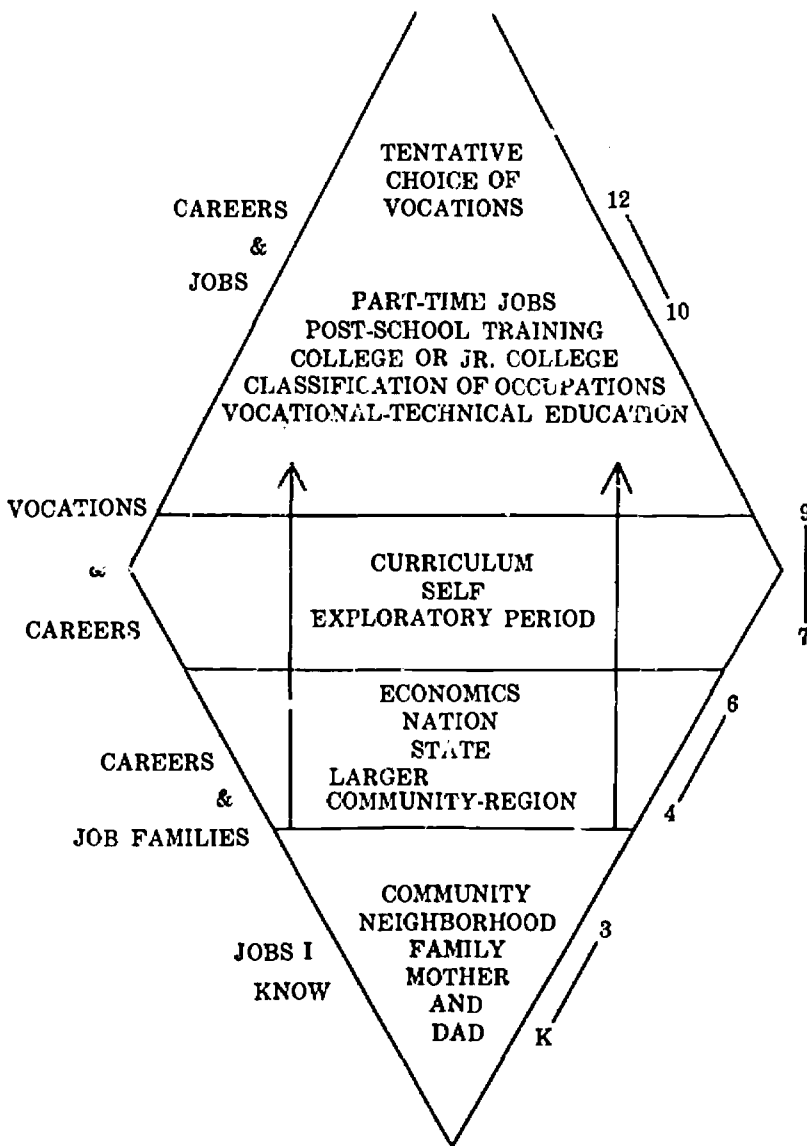 TENTATIVE
CHOICE OF
VOCATIONS
CAREERS
&
JOBS
12
10
PART-TIME JOBS
POST-SCHOOL TRAINING
COLLEGE OR JR. COLLEGE
CLASSIFICATION OF OCCUPATIONS
VOCATIONAL-TECHNICAL EDUCATION
VOCATIONS
&
CAREERS
9
7
CURRICULUM
SELF
EXPLORATORY PERIOD
ECONOMICS
NATION
STATE
LARGER
COMMUNITY-REGION
CAREERS
&
JOB FAMILIES
6
4
COMMUNITY
NEIGHBORHOOD
FAMILY
MOTHER
AND
DAD
JOBS I
KNOW
3
K